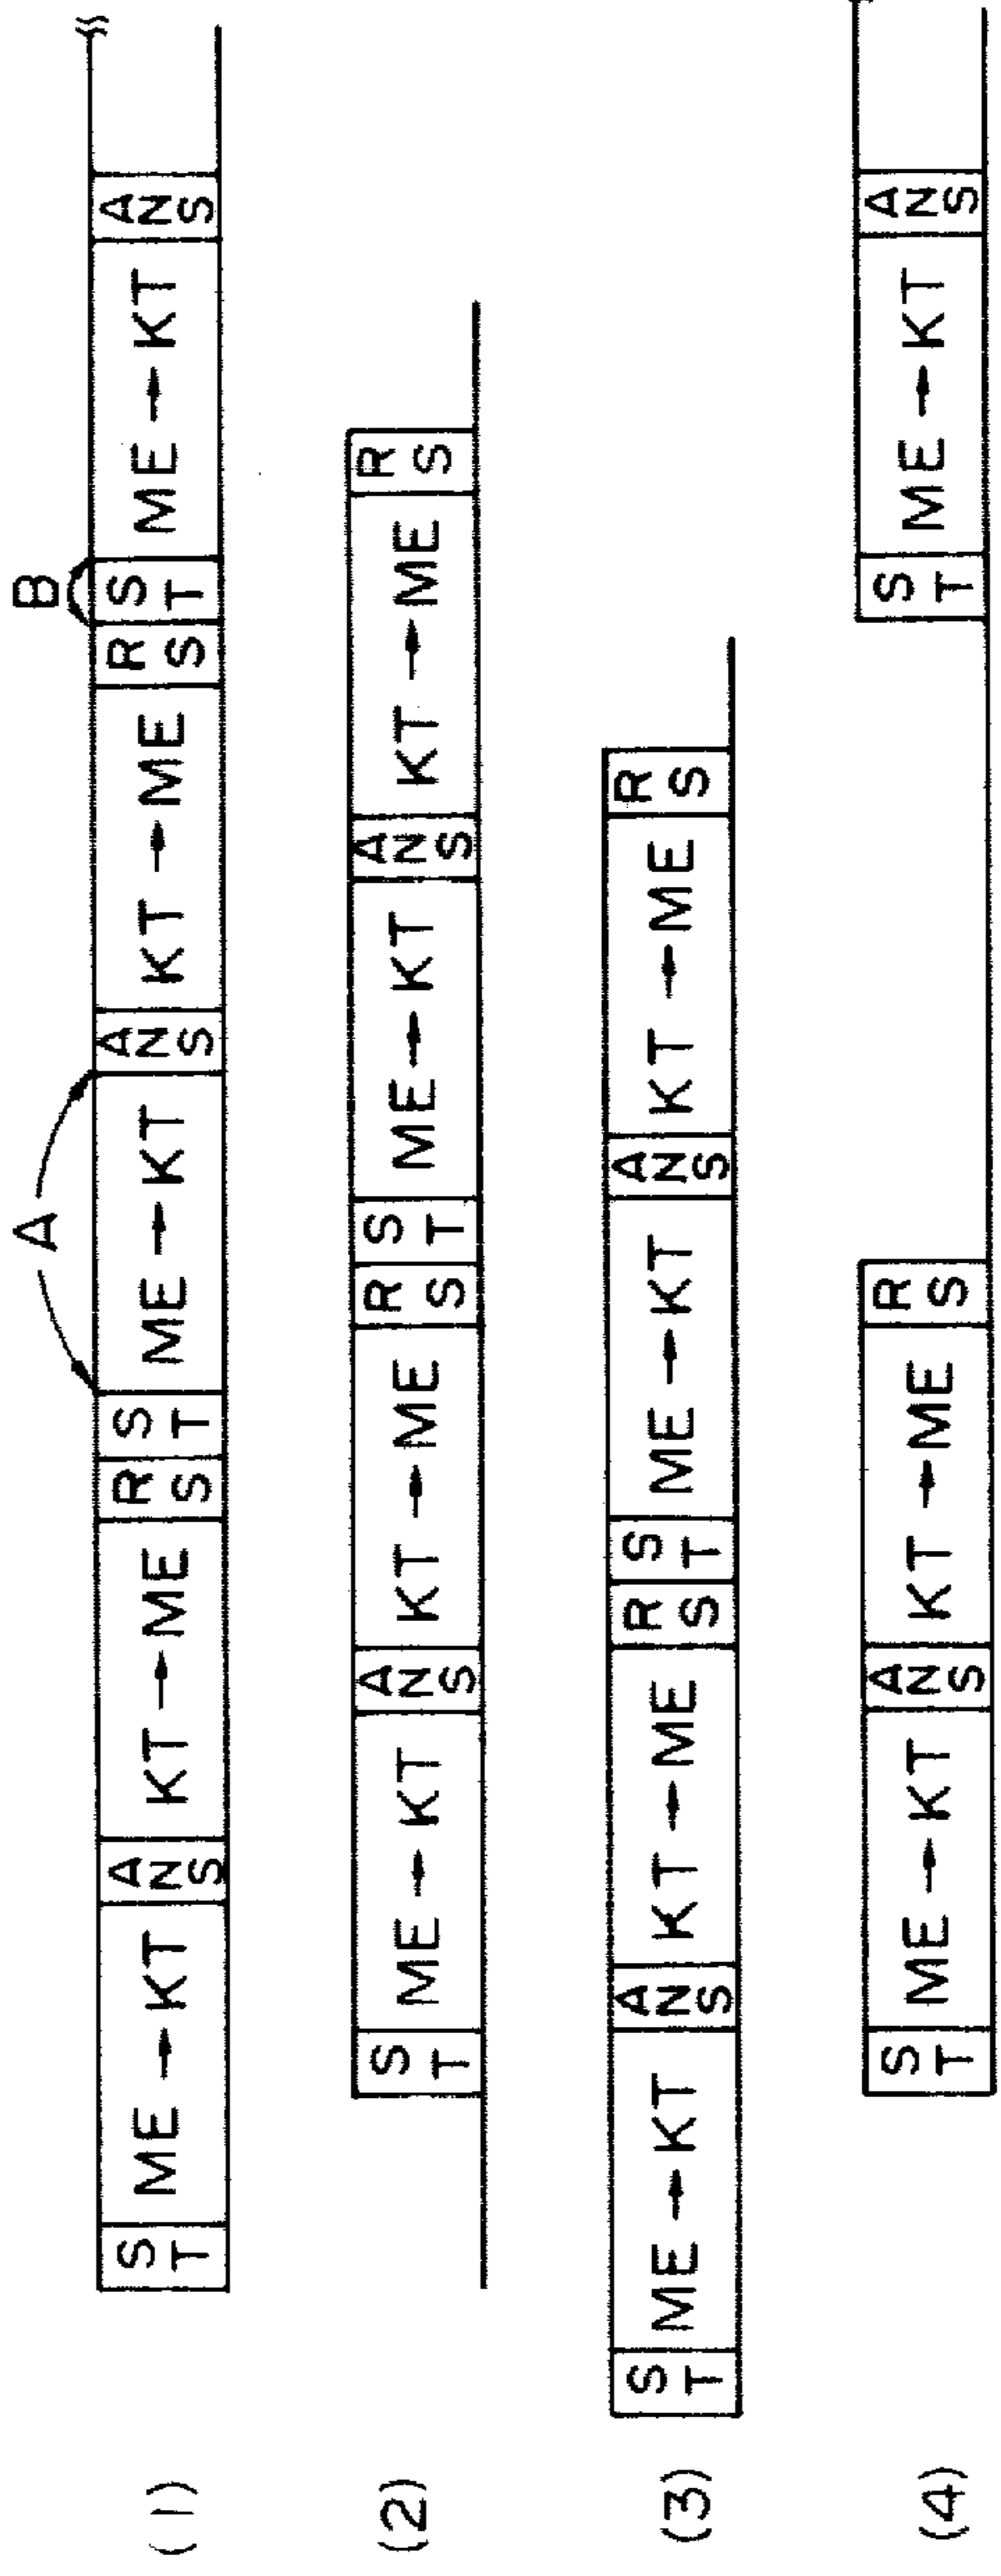 A B
(1) ST ME→KT ANS KT→ME RS ST ME→KT ANS KT→ME RS ST ME→KT ANS
(2) ST ME→KT ANS KT→ME RS ST ME→KT ANS KT→ME RS
(3) ST ME→KT ANS KT→ME RS ST ME→KT ANS KT→ME RS
(4) ST ME→KT ANS KT→ME RS ST ME→KT ANS